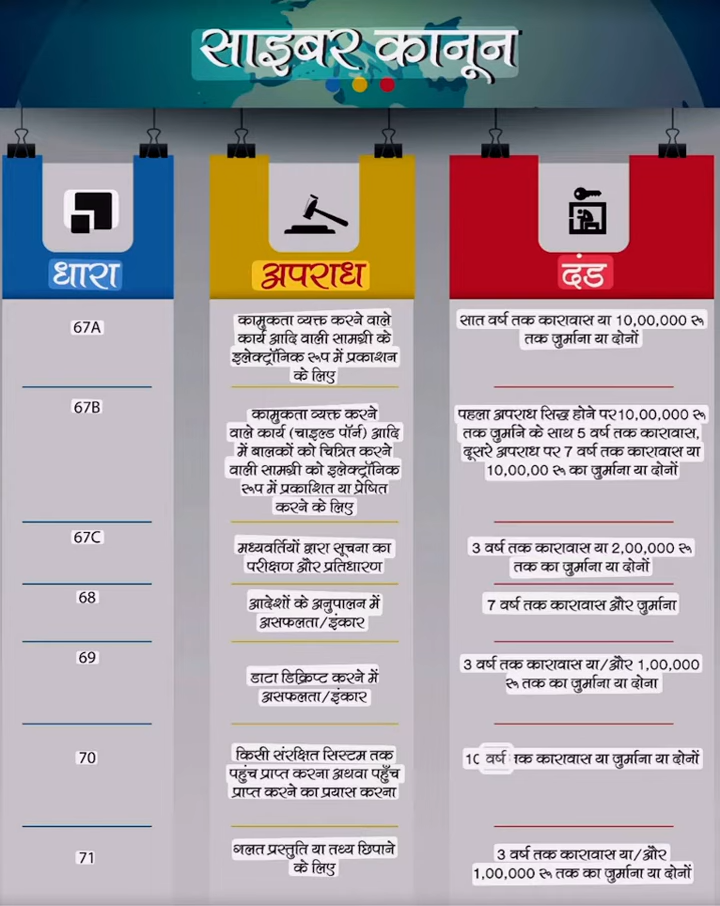 साइबर कानून
धारा
अपराध
दंड
67A
कामुकता व्यक्त करने वाले
कार्य आदि वाली सामग्री के
इलेक्ट्रॉनिक रूप में प्रकाशन
के लिए
सात वर्ष तक कारावास या 10,00,000 रू
तक जुर्माना या दोनों
67B
कामुकता व्यक्त करने
वाले कार्य (चाइल्ड पॉर्न) आदि
में बालकों को चित्रित करने
वाली सामग्री को इलेक्ट्रॉनिक
रूप में प्रकाशित या प्रेषित
करने के लिए
पहला अपराध सिद्ध होने पर10,00,000 रू
तक जुर्माने के साथ 5 वर्ष तक कारावास,
दूसरे अपराध पर 7 वर्ष तक कारावास या
10,00,00 रू का जुर्माना या दोनों
67C
मध्यवर्तियों द्वारा सूचना का
परीक्षण और प्रतिधारण
3 वर्ष तक कारावास या 2,00,000 रू
तक का जुर्माना या दोनों
68
आदेशों के अनुपालन में
असफलता/इंकार
7 वर्ष तक कारावास और जुर्माना
69
डाटा डिक्रिप्ट करने में
असफलता/इंकार
3 वर्ष तक कारावास या/और 1,00,000
रू तक का जुर्माना या दोना
70
किसी संरक्षित सिस्टम तक
पहुंच प्राप्त करना अथवा पहुँच
प्राप्त करने का प्रयास करना
10 वर्ष तक कारावास या जुर्माना या दोनों
71
गलत प्रस्तुति या तथ्य छिपाने
के लिए
3 वर्ष तक कारावास या/और
1,00,000 रू तक का जुर्माना या दोनों